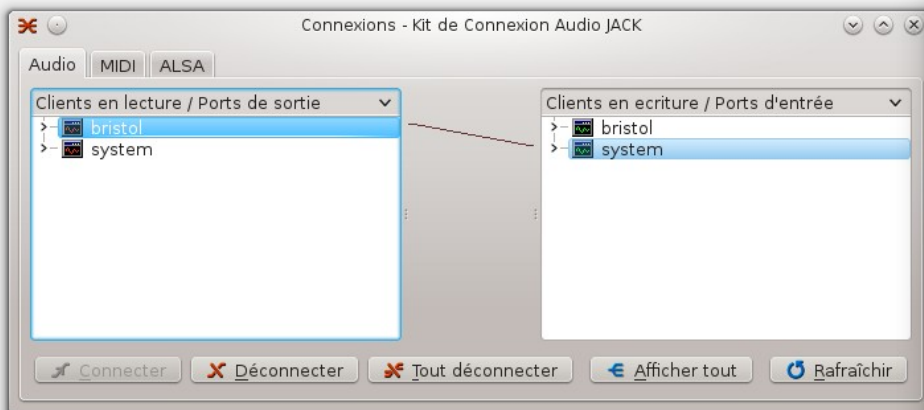 Connexions - Kit de Connexion Audio JACK
Audio MIDI ALSA
Clients en lecture / Ports de sortie
bristol
system
Clients en ecriture / Ports d'entrée
bristol
system
Connecter Déconnecter Tout déconnecter Afficher tout Rafraîchir